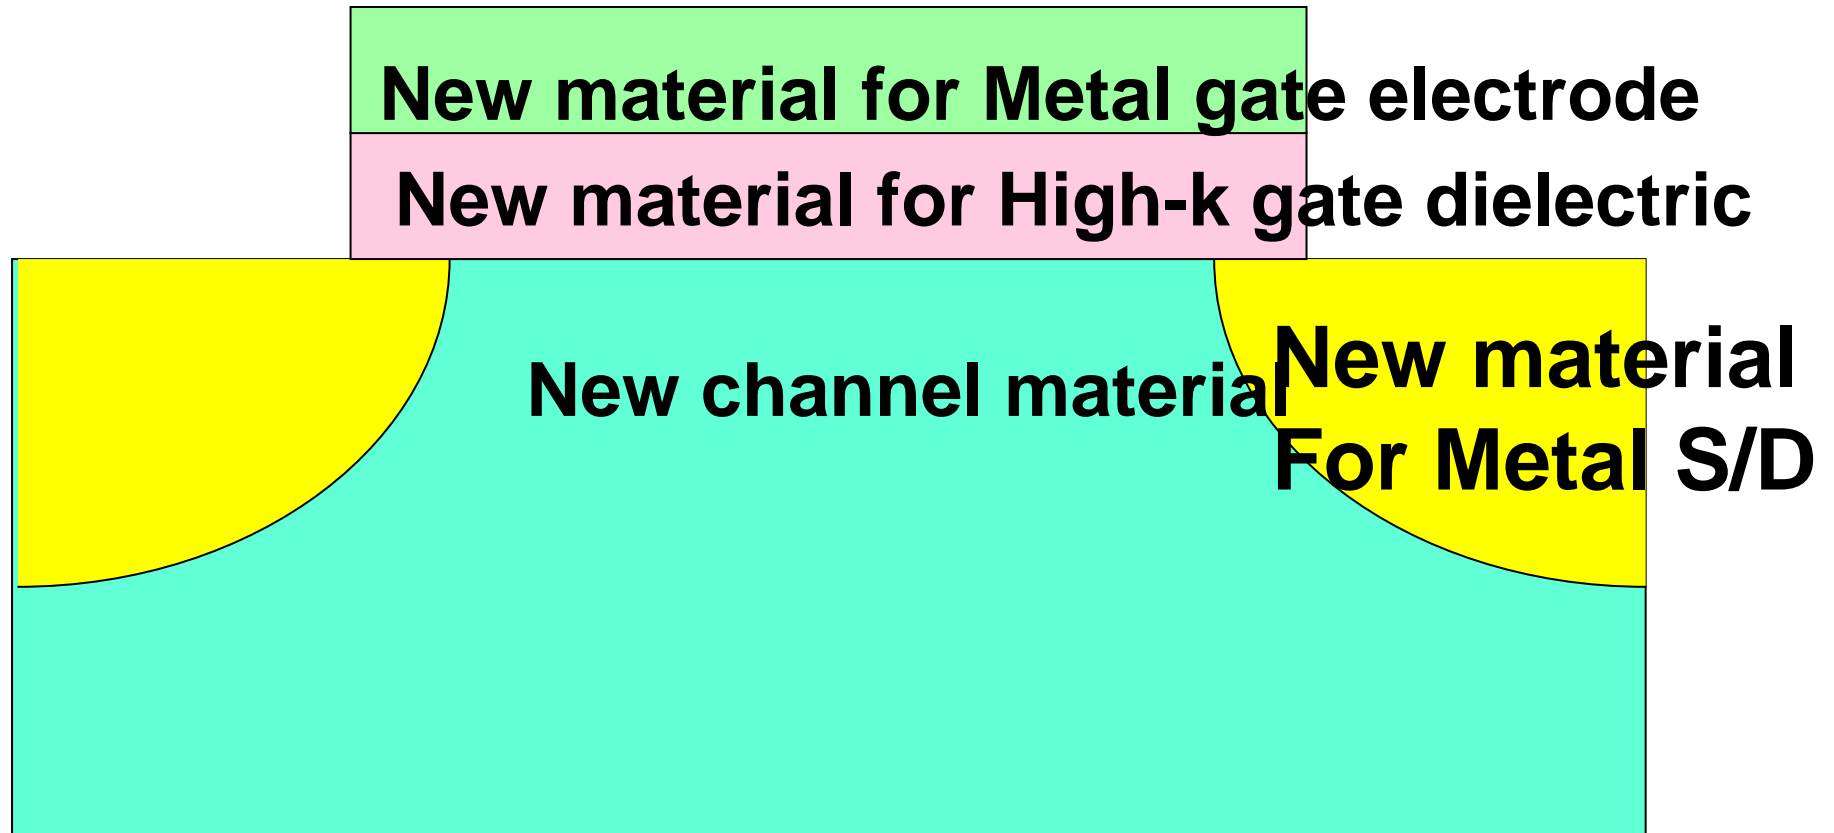 New material for Metal gate electrode
New material for High-k gate dielectric
New channel material
New material
For Metal S/D